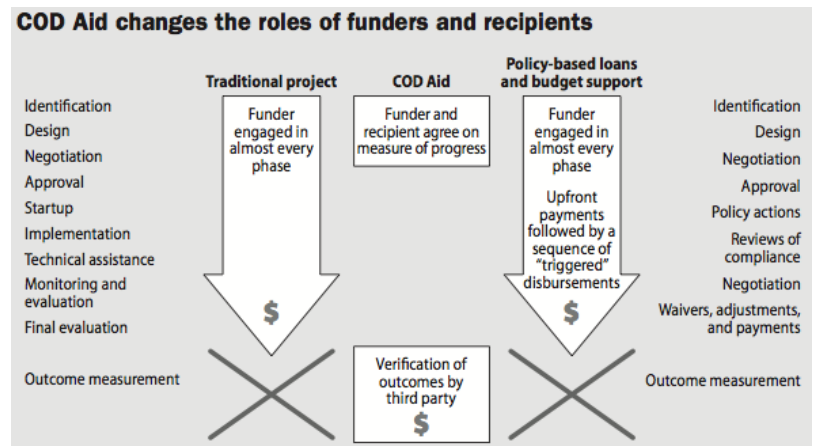 COD Aid changes the roles of funders and recipients
Traditional project
COD Aid
Policy-based loans
and budget support
Identification
Design
Negotiation
Approval
Startup
Implementation
Technical assistance
Monitoring and
evaluation
Final evaluation
Outcome measurement
Funder
engaged in
almost every
phase
$
Funder and
recipient agree on
measure of progress
Verification of
outcomes by
third party
$
Funder
engaged in
almost every
phase
Upfront
payments
followed by a
sequence of
“triggered”
disbursements
$
Identification
Design
Negotiation
Approval
Policy actions
Reviews of
compliance
Negotiation
Waivers, adjustments,
and payments
Outcome measurement